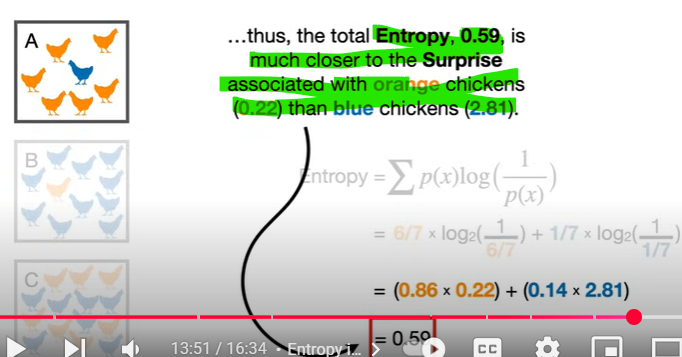 A
...thus, the total Entropy, 0.59, is
much closer to the Surprise
associated with orange chickens
(0.22) than blue chickens (2.81).
B
Entropy = ∑ p(x)log(1/p(x))
= 6/7 × log₂(1/6/7) + 1/7 × log₂(1/1/7)
C
= (0.86 × 0.22) + (0.14 × 2.81)
= 0.59
13:51 / 16:34 • Entropy i... >
CC